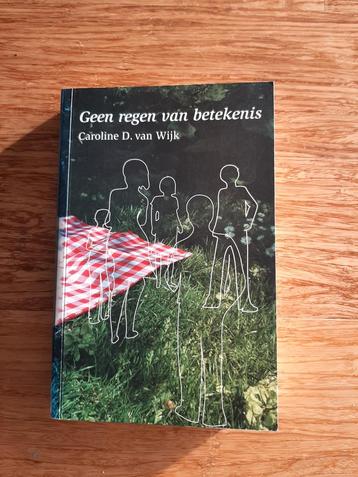 Geen regen van betekenis
Caroline D. van Wijk